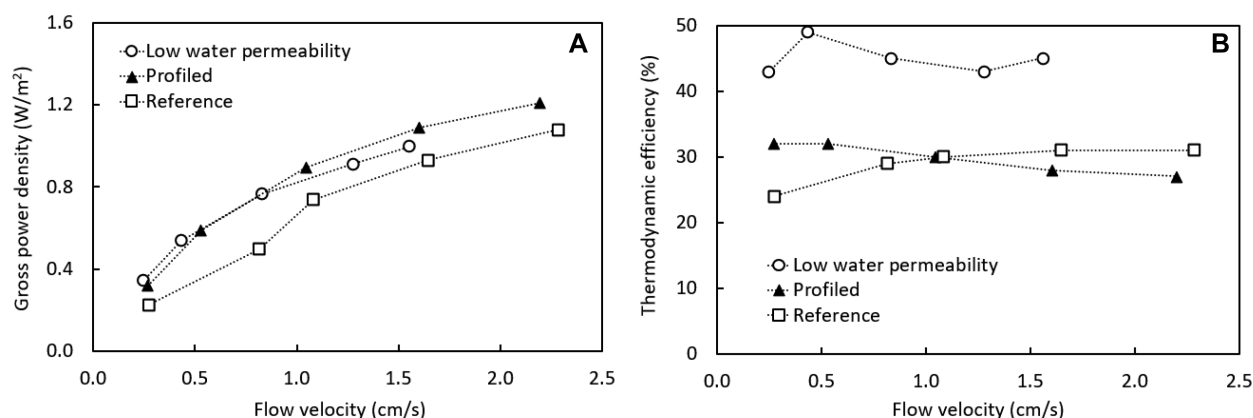 A
Gross power density (W/m²)
1.6
1.2
0.8
0.4
0.0
Low water permeability
Profiled
Reference
0.0 0.5 1.0 1.5 2.0 2.5
Flow velocity (cm/s)
B
Thermodynamic efficiency (%)
50
40
30
20
10
0
Low water permeability
Profiled
Reference
0.0 0.5 1.0 1.5 2.0 2.5
Flow velocity (cm/s)